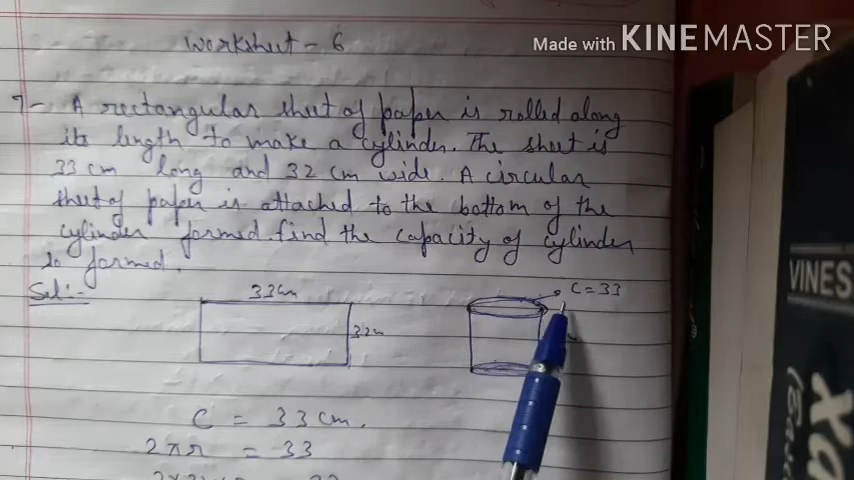 Made with KINEMASTER
Worksheet - 6
7- A rectangular sheet of paper is rolled along
its length to make a cylinder. The sheet is
33 cm long and 32 cm wide. A circular
sheet of paper is attached to the bottom of the
cylinder formed. find the capacity of cylinder
so formed.
Sol:-
33cm
C = 33
32cm
C = 33 cm.
2πr = 33
VINES